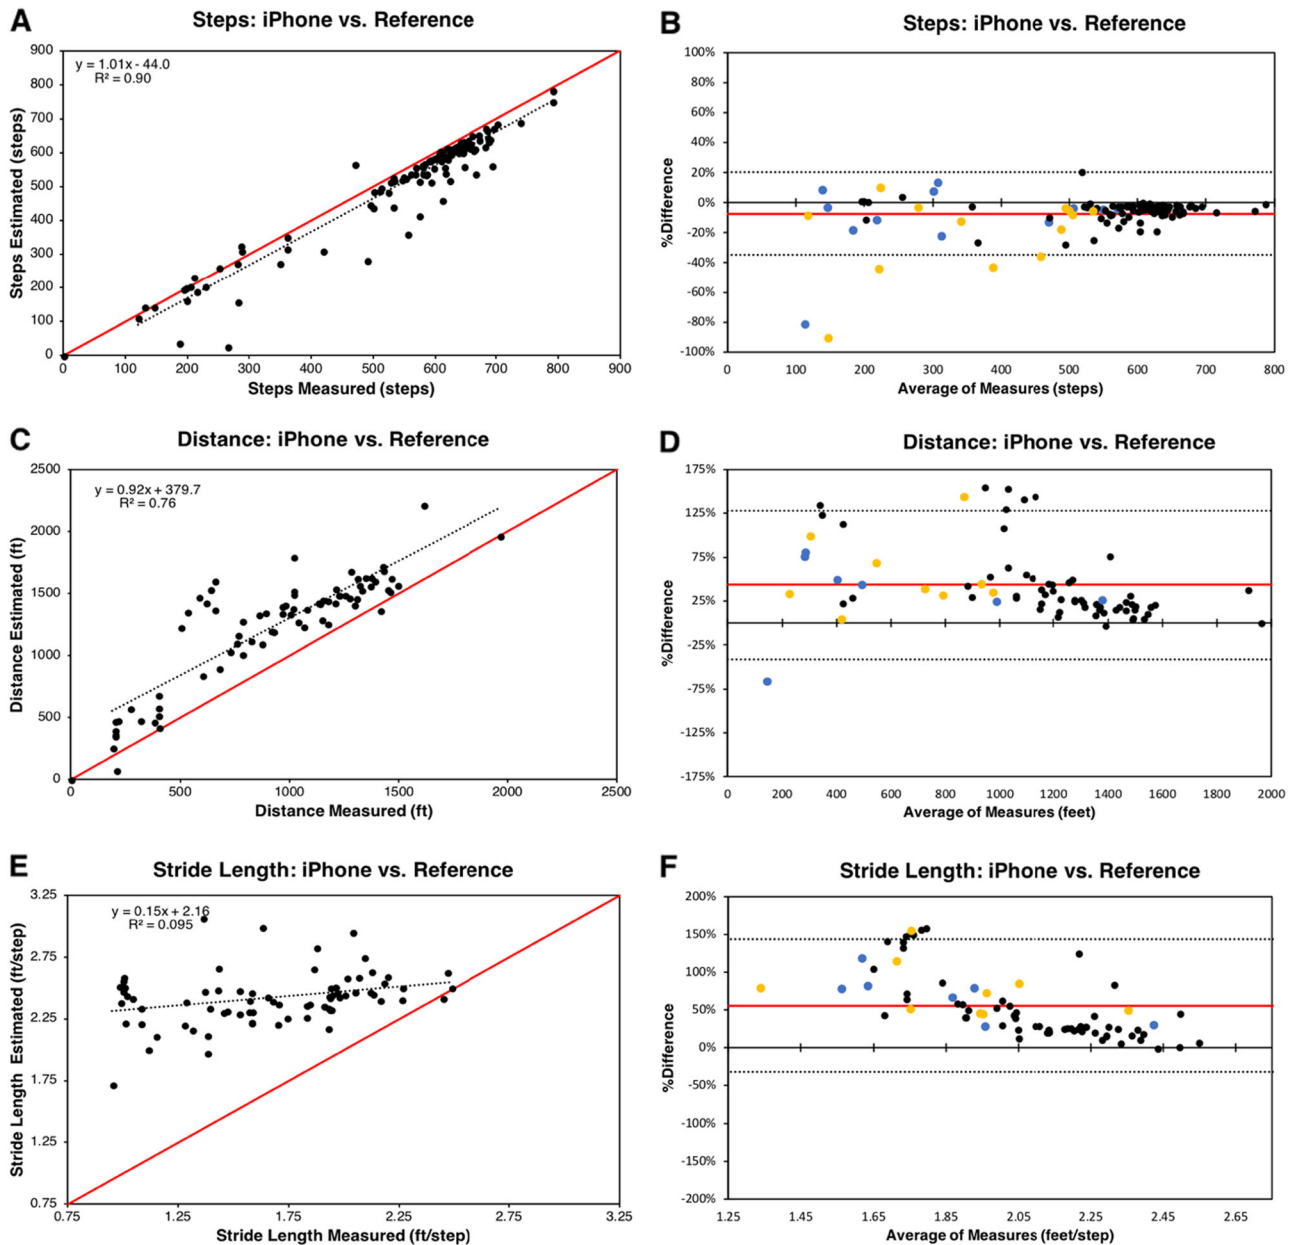 A
Steps: iPhone vs. Reference
y = 1.01x - 44.0
R² = 0.90
900
800
700
600
500
400
300
200
100
0
Steps Estimated (steps)
0 100 200 300 400 500 600 700 800 900
Steps Measured (steps)
B
Steps: iPhone vs. Reference
100%
80%
60%
40%
20%
0%
-20%
-40%
-60%
-80%
-100%
%Difference
0 100 200 300 400 500 600 700 800
Average of Measures (steps)
C
Distance: iPhone vs. Reference
y = 0.92x + 379.7
R² = 0.76
2500
2000
1500
1000
500
0
Distance Estimated (ft)
0 500 1000 1500 2000 2500
Distance Measured (ft)
D
Distance: iPhone vs. Reference
175%
125%
75%
25%
-25%
-75%
-125%
-175%
%Difference
0 200 400 600 800 1000 1200 1400 1600 1800 2000
Average of Measures (feet)
E
Stride Length: iPhone vs. Reference
y = 0.15x + 2.16
R² = 0.095
3.25
2.75
2.25
1.75
1.25
0.75
Stride Length Estimated (ft/step)
0.75 1.25 1.75 2.25 2.75 3.25
Stride Length Measured (ft/step)
F
Stride Length: iPhone vs. Reference
200%
150%
100%
50%
0%
-50%
-100%
-150%
-200%
%Difference
1.25 1.45 1.65 1.85 2.05 2.25 2.45 2.65
Average of Measures (feet/step)